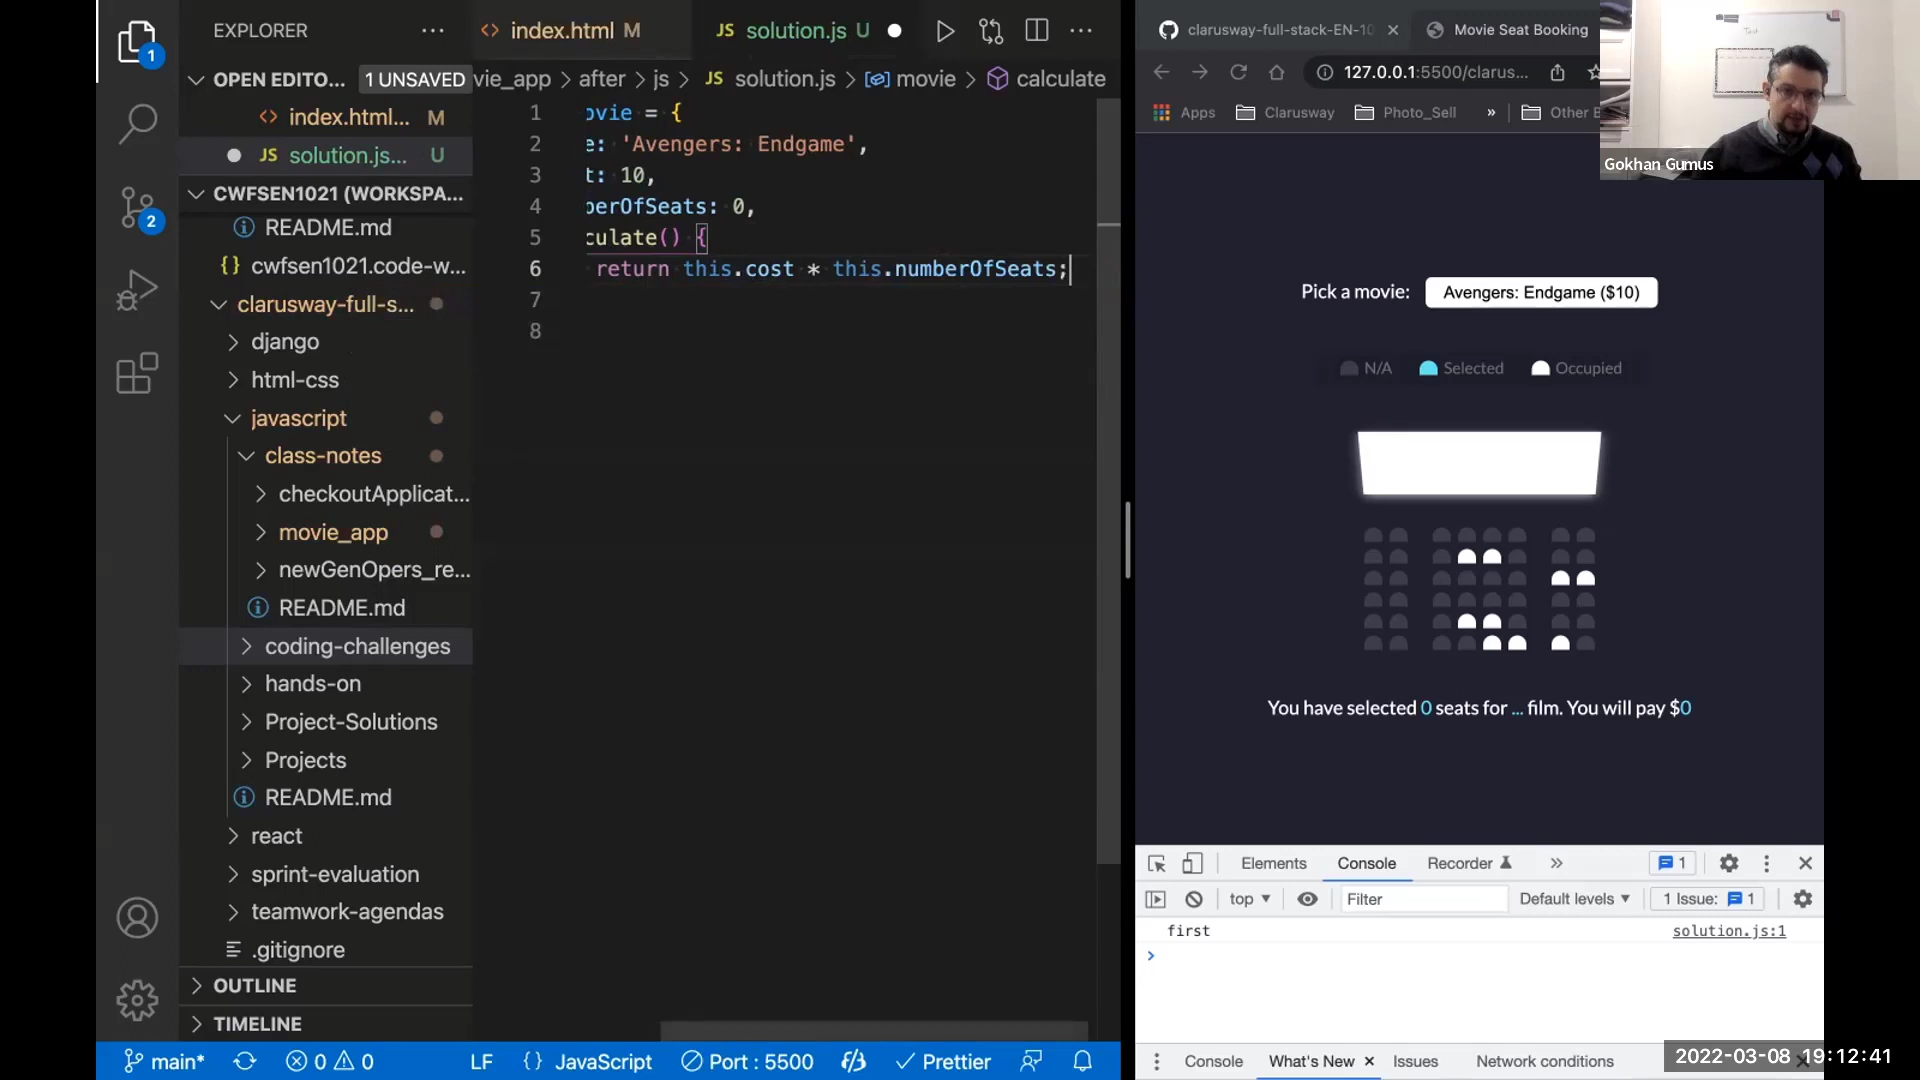 EXPLORER ···
OPEN EDITO... 1 UNSAVED
index.html... M
solution.js... U
CWFSEN1021 (WORKSPA...
README.md
{} cwfsen1021.code-w...
clarusway-full-s...
django
html-css
javascript
class-notes
checkoutApplicat...
movie_app
newGenOpers_re...
README.md
coding-challenges
hands-on
Project-Solutions
Projects
README.md
react
sprint-evaluation
teamwork-agendas
.gitignore
OUTLINE
TIMELINE
1
2
<> index.html M
JS solution.js U
vie_app > after > js > JS solution.js > movie > calculate
1 ovie = {
2 e: 'Avengers: Endgame',
3 t: 10,
4 berOfSeats: 0,
5 culate() {
6 return this.cost * this.numberOfSeats;
7
8
main* 0 0 LF {} JavaScript Port : 5500 Prettier
clarusway-full-stack-EN-10
Movie Seat Booking
127.0.0.1:5500/clarus...
Apps Clarusway Photo_Sell » Other B
Gokhan Gumus
Pick a movie: Avengers: Endgame ($10)
N/A Selected Occupied
You have selected 0 seats for ... film. You will pay $0
Elements Console Recorder » 1
top Filter Default levels 1 Issue: 1
first solution.js:1
Console What's New Issues Network conditions
2022-03-08 19:12:41